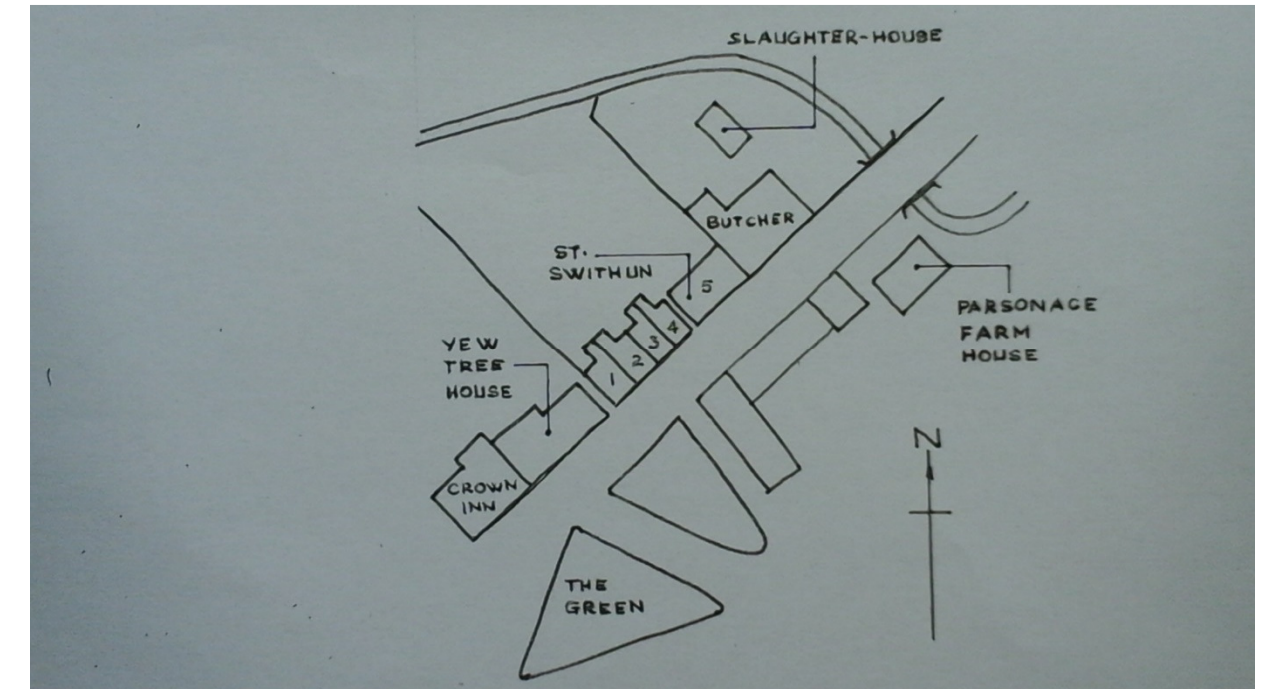 SLAUGHTER-HOUSE
BUTCHER
ST.
SWITHUN
5
4
3
2
1
YEW
TREE
HOUSE
PARSONAGE
FARM
HOUSE
N
CROWN
INN
THE
GREEN